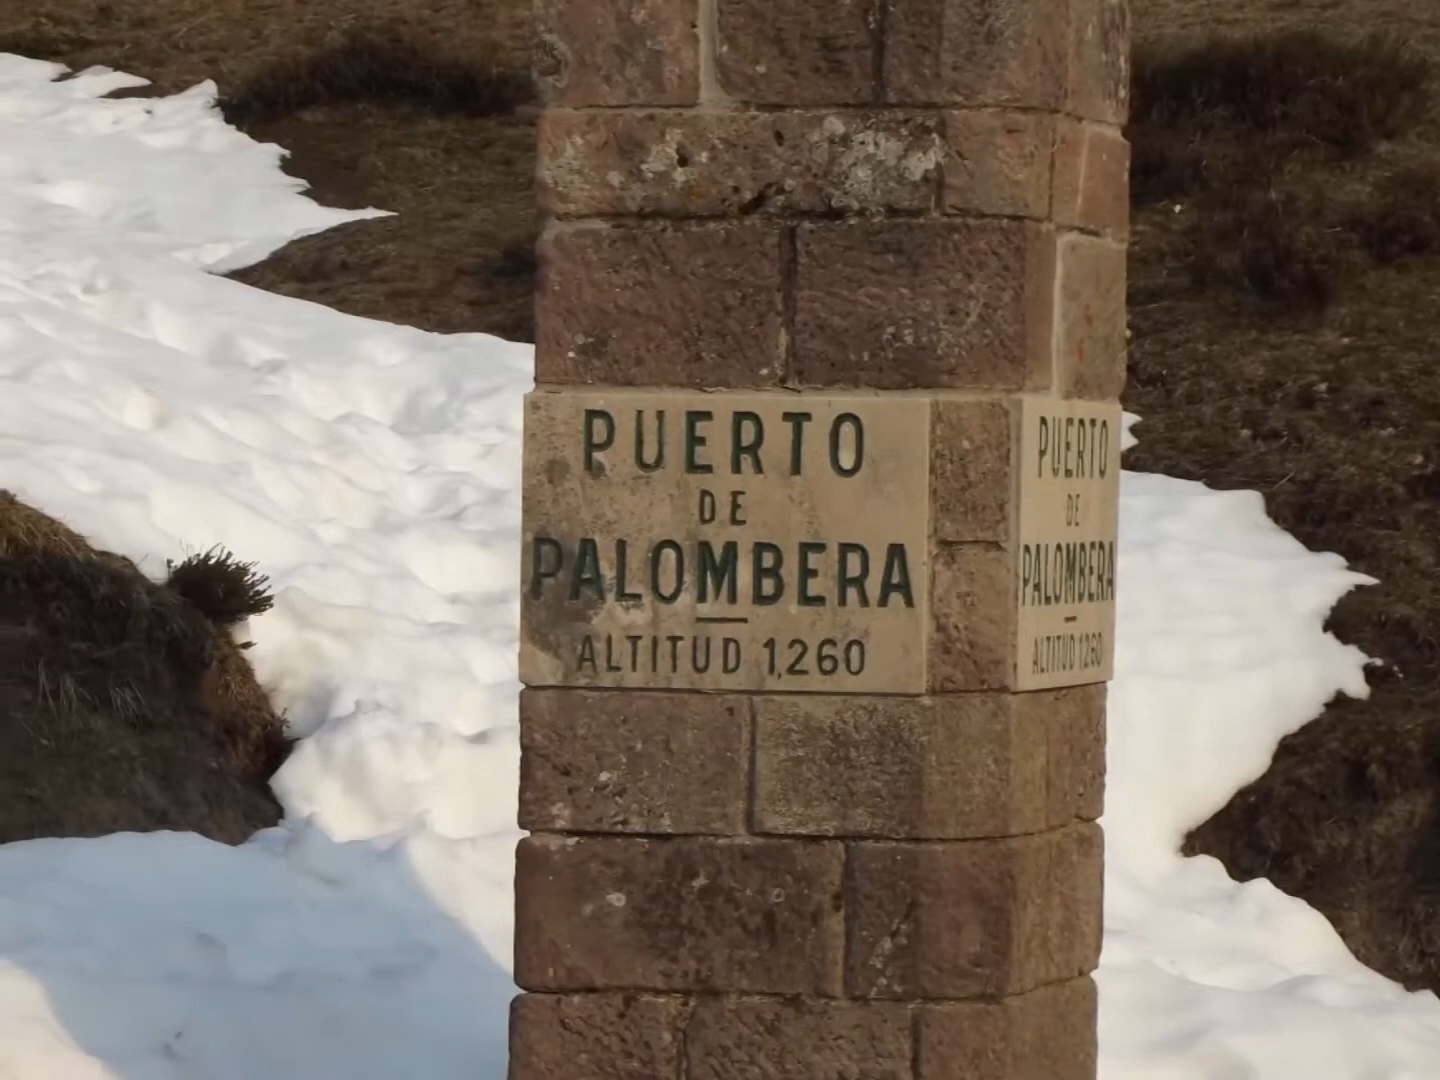 PUERTO
DE
PALOMBERA
ALTITUD 1,260
PUERTO
DE
PALOMBERA
ALTITUD 1260